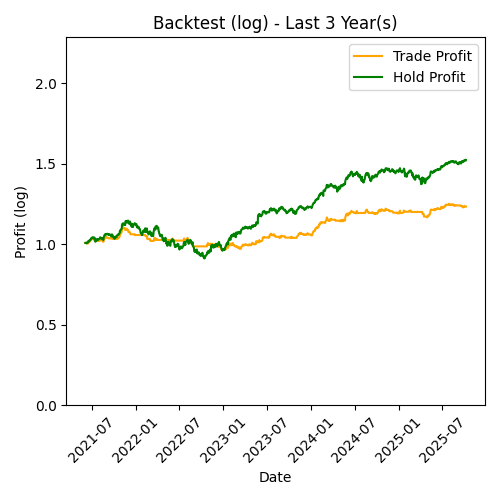 Backtest (log) - Last 3 Year(s)
Trade Profit
Hold Profit
Profit (log)
2.0
1.5
1.0
0.5
0.0
2021-07
2022-01
2022-07
2023-01
2023-07
2024-01
2024-07
2025-01
2025-07
Date